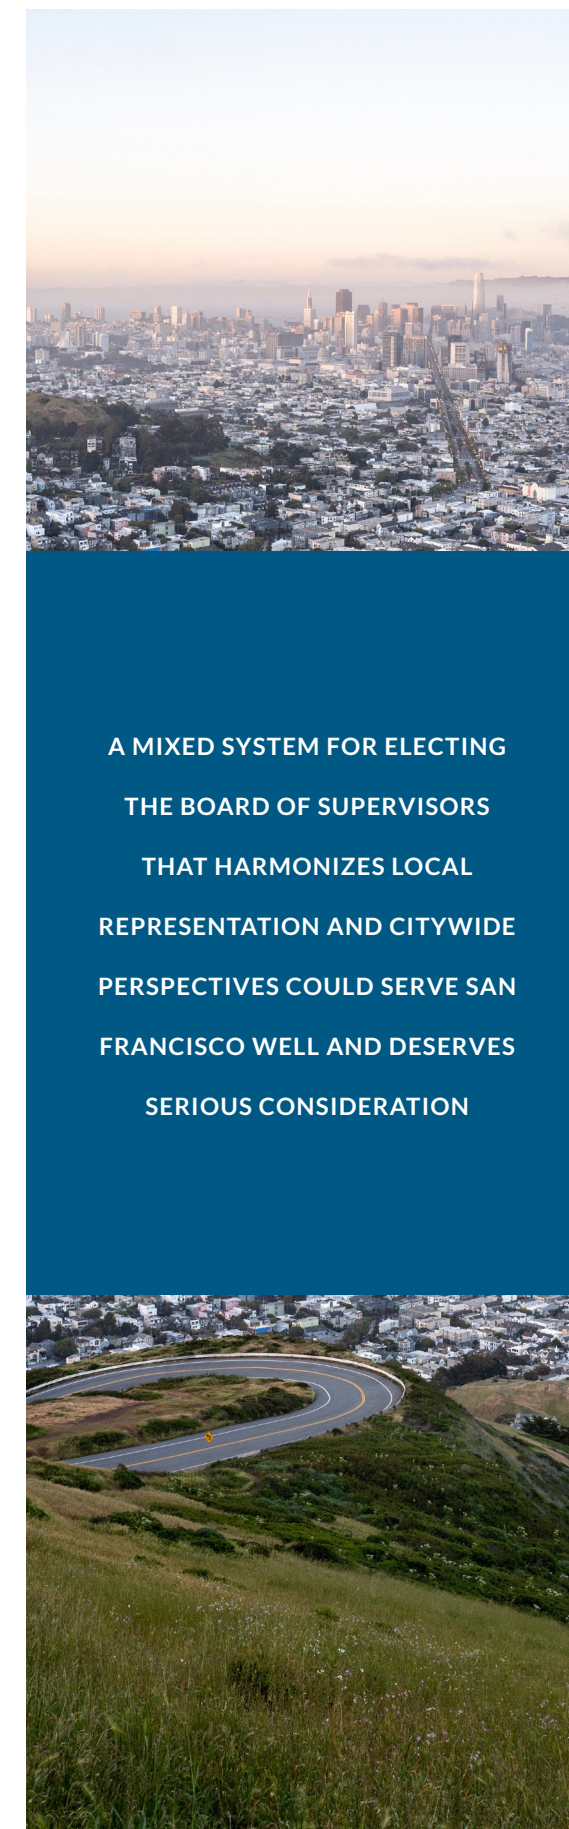 A MIXED SYSTEM FOR ELECTING
THE BOARD OF SUPERVISORS
THAT HARMONIZES LOCAL
REPRESENTATION AND CITYWIDE
PERSPECTIVES COULD SERVE SAN
FRANCISCO WELL AND DESERVES
SERIOUS CONSIDERATION